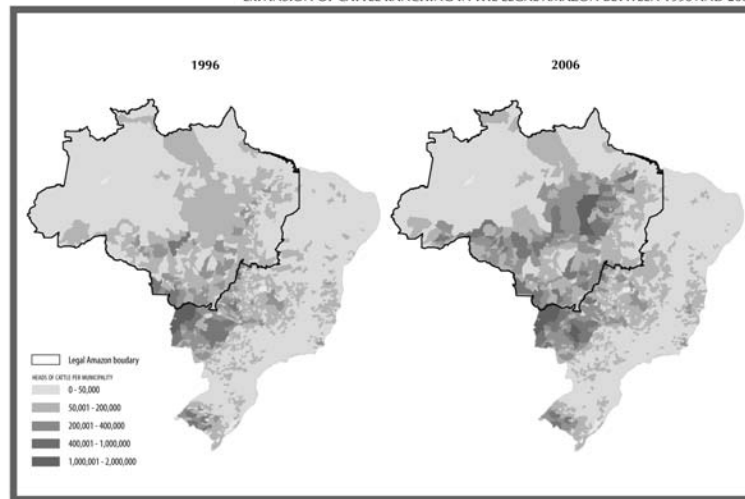 1996
2006
Legal Amazon boudary
HEADS OF CATTLE PER MUNICIPALITY
0 - 50,000
50,001 - 200,000
200,001 - 400,000
400,001 - 1,000,000
1,000,001 - 2,000,000